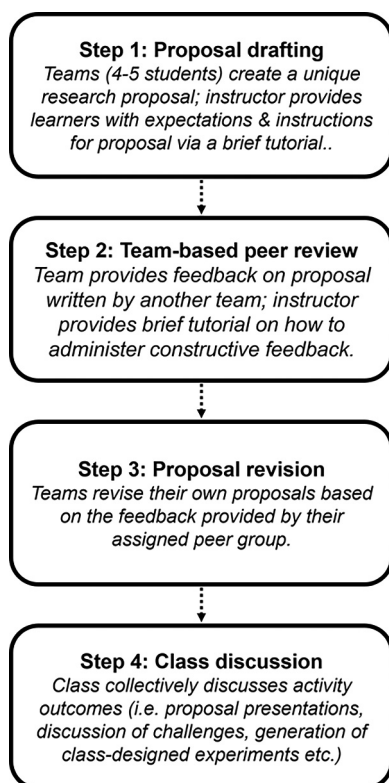 Step 1: Proposal drafting
Teams (4-5 students) create a unique
research proposal; instructor provides
learners with expectations & instructions
for proposal via a brief tutorial..
Step 2: Team-based peer review
Team provides feedback on proposal
written by another team; instructor
provides brief tutorial on how to
administer constructive feedback.
Step 3: Proposal revision
Teams revise their own proposals based
on the feedback provided by their
assigned peer group.
Step 4: Class discussion
Class collectively discusses activity
outcomes (i.e. proposal presentations,
discussion of challenges, generation of
class-designed experiments etc.)